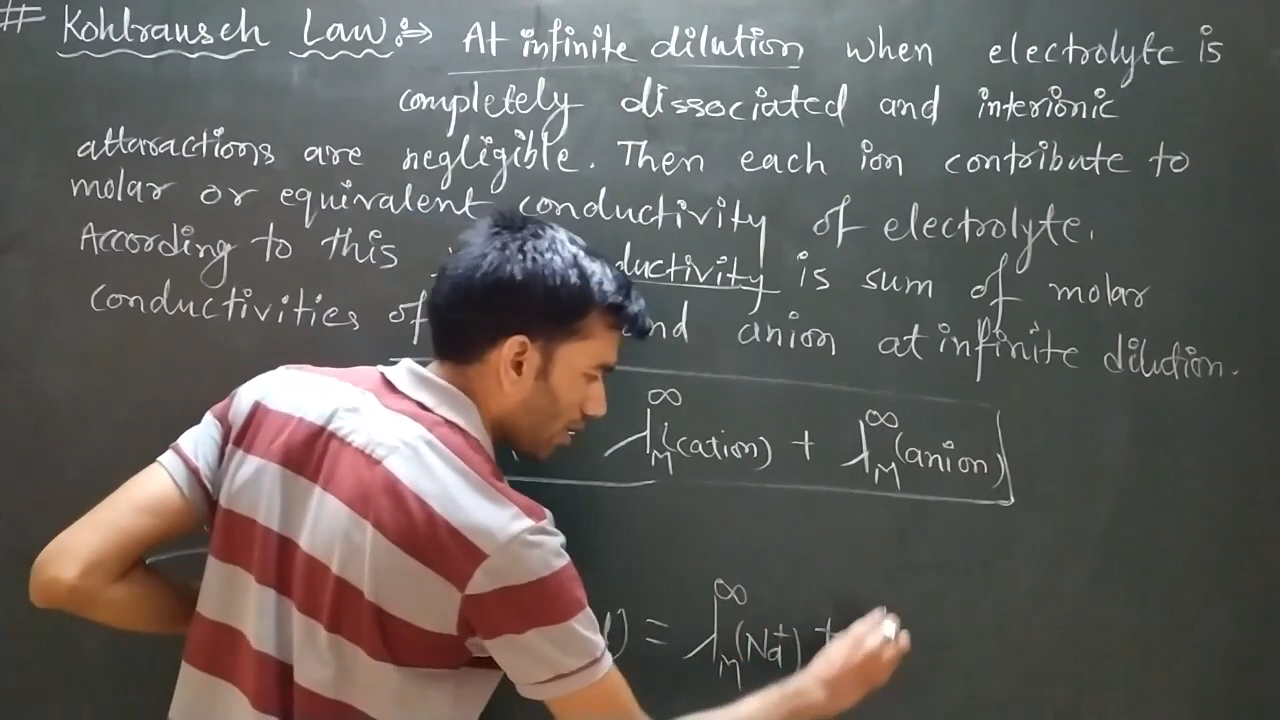 # Kohlrausch Law :⇒ At infinite dilution when electrolyte is
completely dissociated and interionic
attaractions are negligible. Then each ion contribute to
molar or equivalent conductivity of electrolyte.
According to this ductivity is sum of molar
conductivities of nd anion at infinite dilution.
λ∞M(cation) + λ∞M(anion)
) = λ∞M(Na+) +